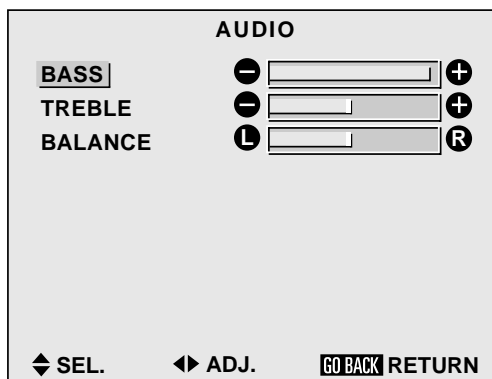 AUDIO
BASS
TREBLE
BALANCE L R
SEL. ADJ. GO BACK RETURN